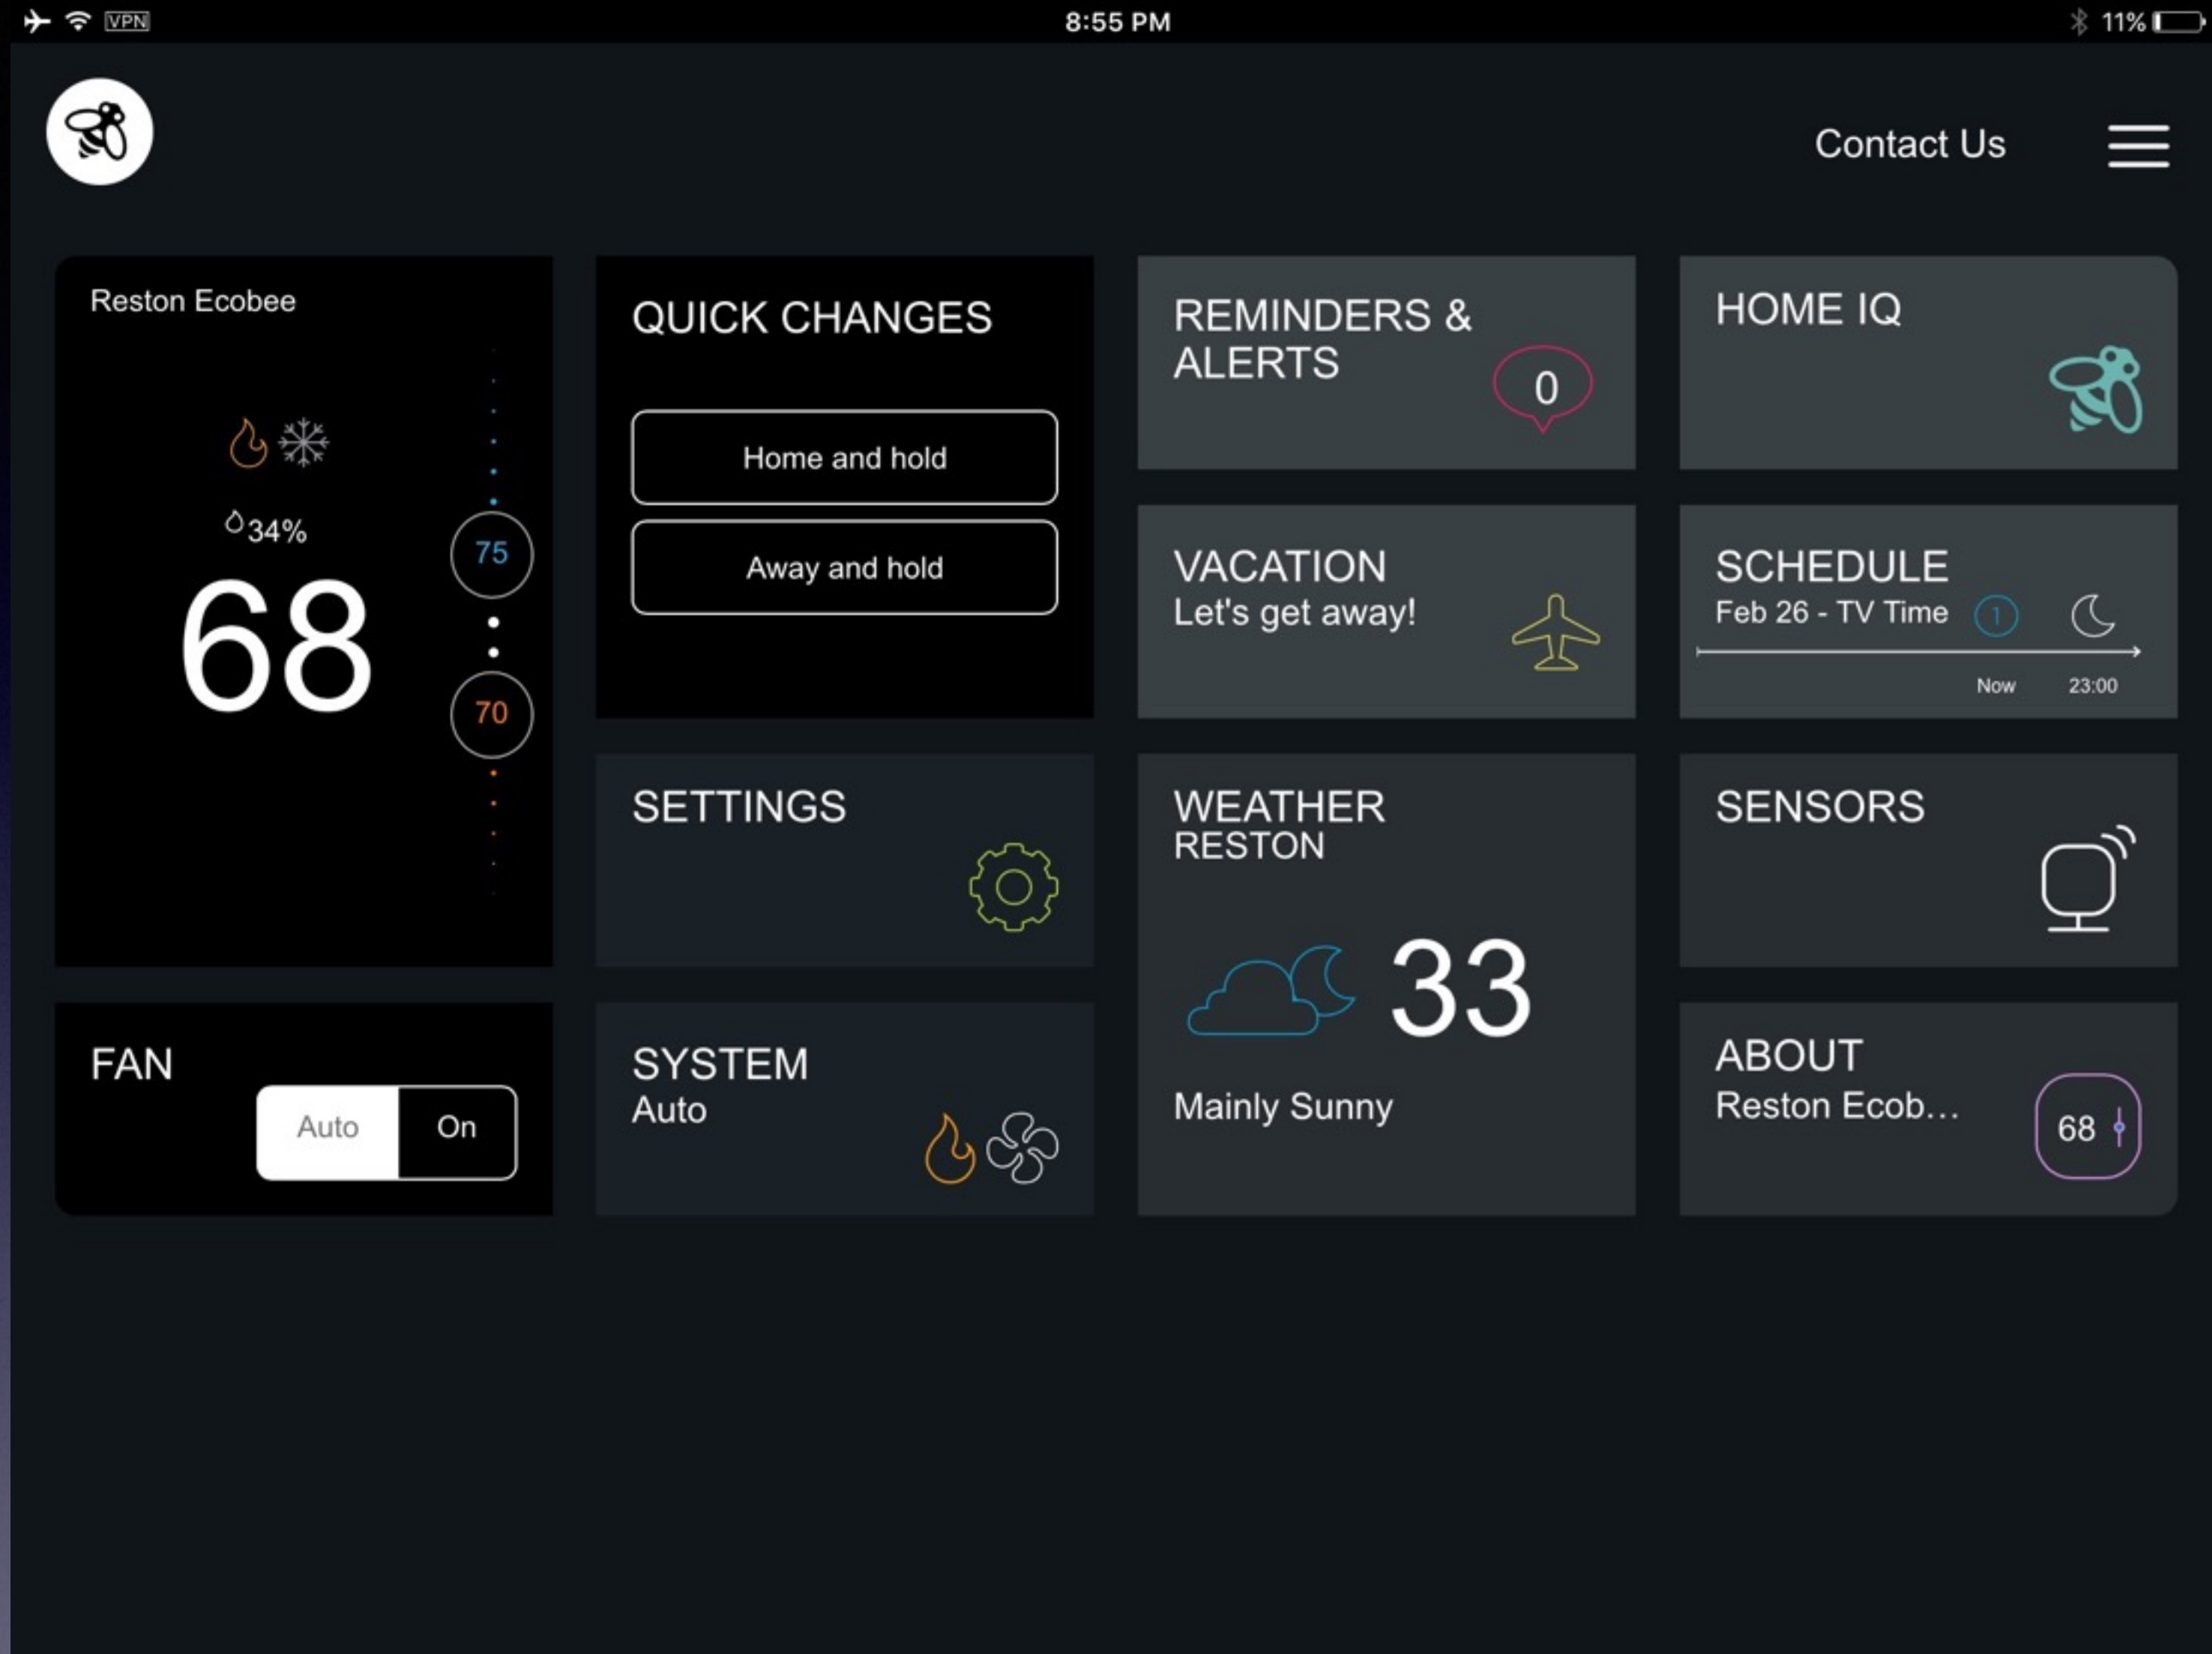 VPN
8:55 PM
11%
Contact Us
Reston Ecobee
34%
68
75
70
FAN
Auto
On
QUICK CHANGES
Home and hold
Away and hold
SETTINGS
SYSTEM
Auto
REMINDERS &
ALERTS
0
VACATION
Let's get away!
WEATHER
RESTON
33
Mainly Sunny
HOME IQ
SCHEDULE
Feb 26 - TV Time
1
Now
23:00
SENSORS
ABOUT
Reston Ecob...
68